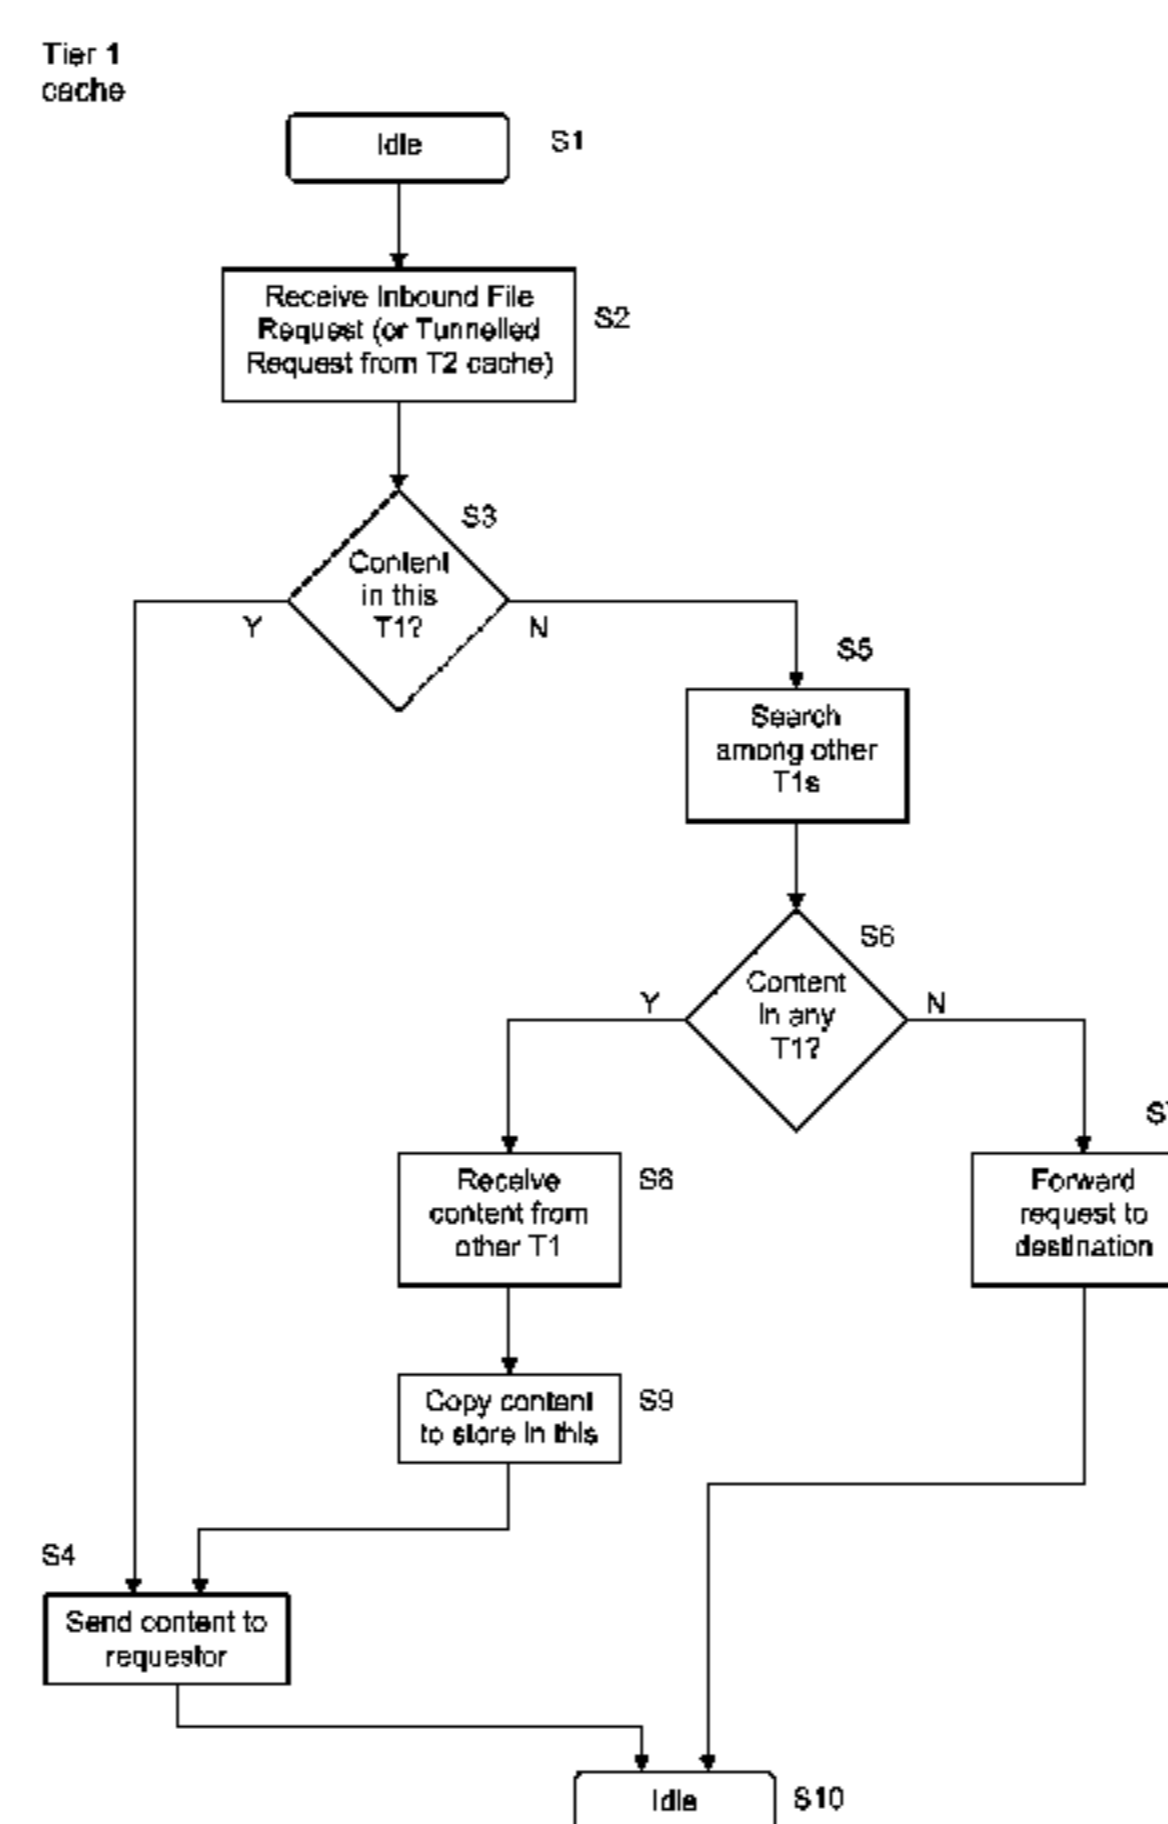 Tier 1
cache
Idle
S1
Receive Inbound File
Request (or Tunnelled
Request from T2 cache)
S2
S3
Content
in this
T1?
Y
N
S5
Search
among other
T1s
S6
Content
In any
T1?
Y
N
Receive
content from
other T1
S8
Forward
request to
destination
Copy content
to store in this
S9
S4
Send content to
requestor
Idle
S10